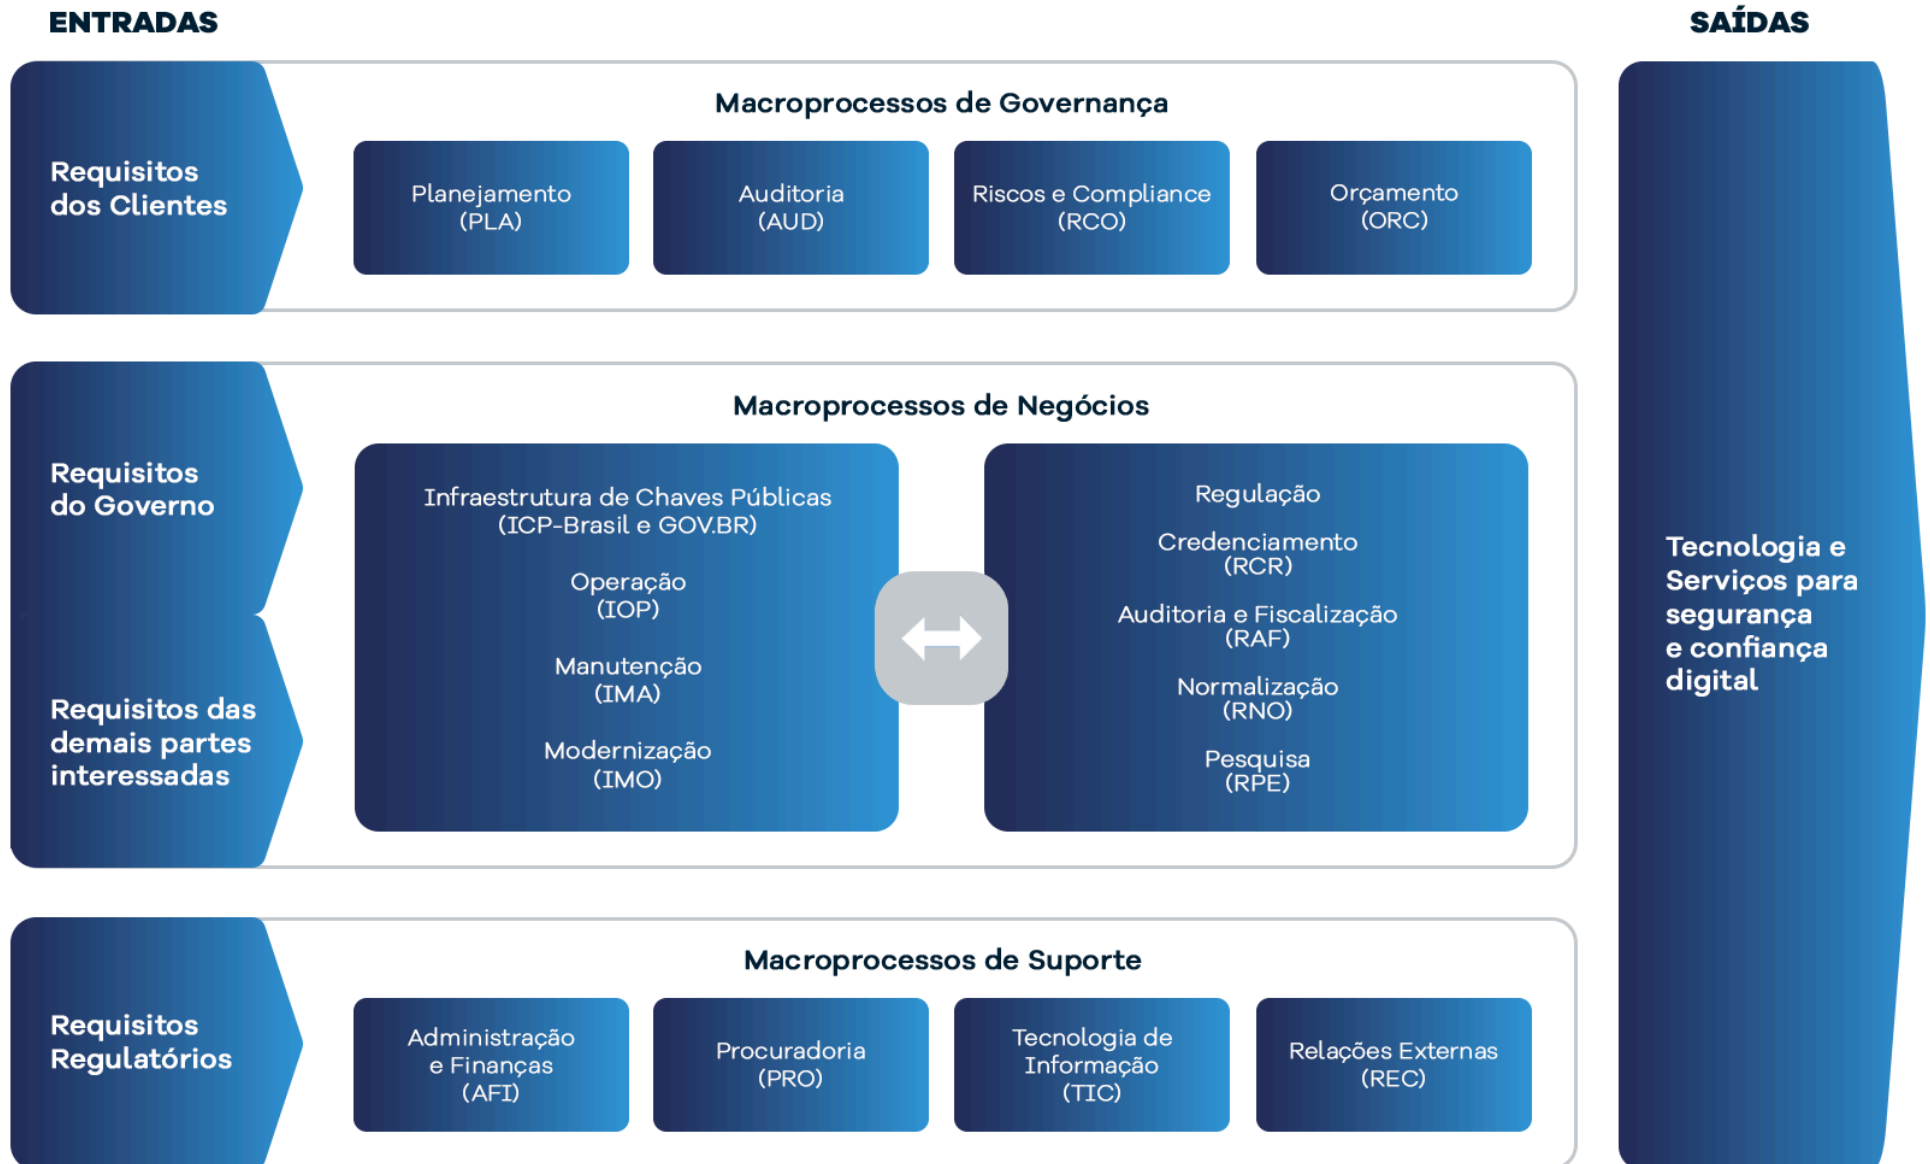 ENTRADAS
SAÍDAS
Requisitos
dos Clientes
Macroprocessos de Governança
Planejamento
(PLA)
Auditoria
(AUD)
Riscos e Compliance
(RCO)
Orçamento
(ORC)
Requisitos
do Governo
Requisitos das
demais partes
interessadas
Macroprocessos de Negócios
Infraestrutura de Chaves Públicas
(ICP-Brasil e GOV.BR)
Operação
(IOP)
Manutenção
(IMA)
Modernização
(IMO)
Regulação
Credenciamento
(RCR)
Auditoria e Fiscalização
(RAF)
Normalização
(RNO)
Pesquisa
(RPE)
Requisitos
Regulatórios
Macroprocessos de Suporte
Administração
e Finanças
(AFI)
Procuradoria
(PRO)
Tecnologia de
Informação
(TIC)
Relações Externas
(REC)
Tecnologia e
Serviços para
segurança
e confiança
digital